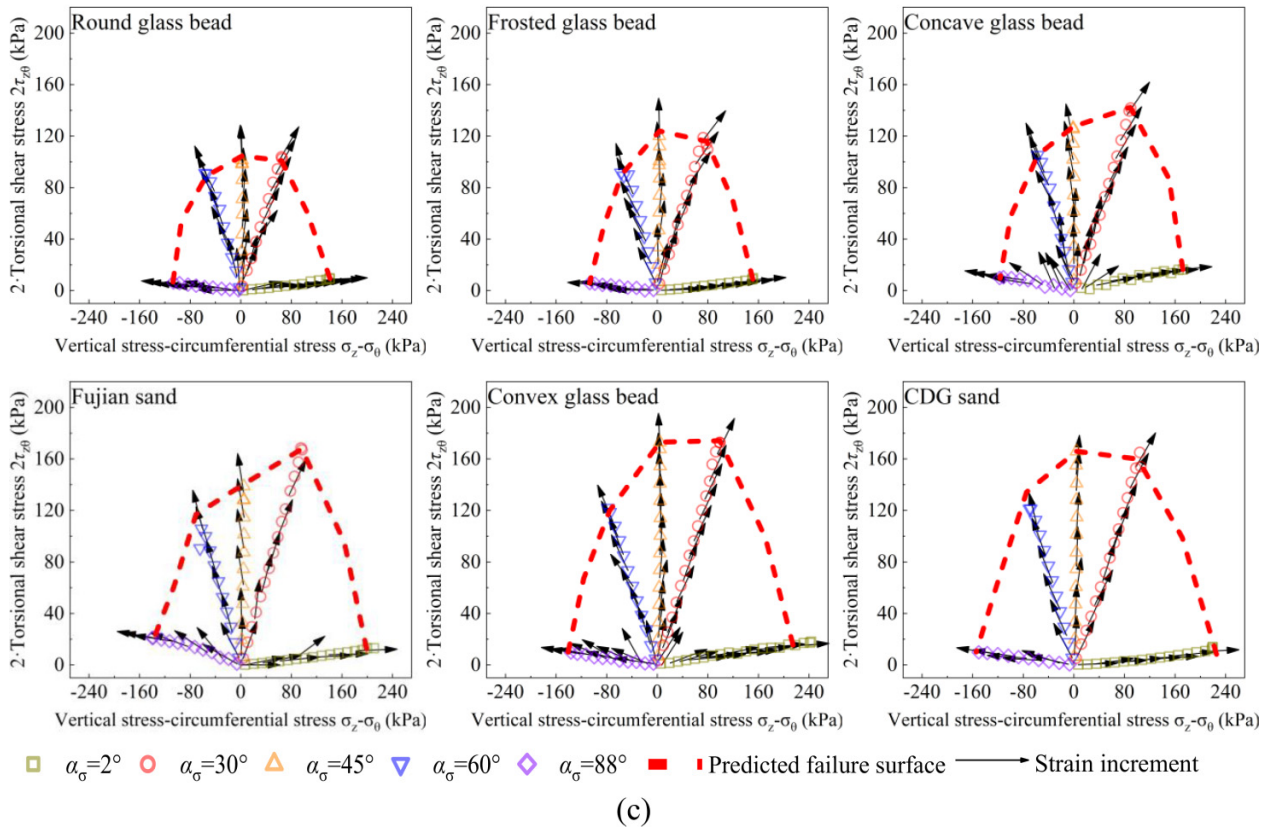 Round glass bead
2·Torsional shear stress 2τzθ (kPa)
200
160
120
80
40
0
-240 -160 -80 0 80 160 240
Vertical stress-circumferential stress σz-σθ (kPa)
Frosted glass bead
2·Torsional shear stress 2τzθ (kPa)
200
160
120
80
40
0
-240 -160 -80 0 80 160 240
Vertical stress-circumferential stress σz-σθ (kPa)
Concave glass bead
2·Torsional shear stress 2τzθ (kPa)
200
160
120
80
40
0
-240 -160 -80 0 80 160 240
Vertical stress-circumferential stress σz-σθ (kPa)
Fujian sand
2·Torsional shear stress 2τzθ (kPa)
200
160
120
80
40
0
-240 -160 -80 0 80 160 240
Vertical stress-circumferential stress σz-σθ (kPa)
Convex glass bead
2·Torsional shear stress 2τzθ (kPa)
200
160
120
80
40
0
-240 -160 -80 0 80 160 240
Vertical stress-circumferential stress σz-σθ (kPa)
CDG sand
2·Torsional shear stress 2τzθ (kPa)
200
160
120
80
40
0
-240 -160 -80 0 80 160 240
Vertical stress-circumferential stress σz-σθ (kPa)
ασ=2° ασ=30° ασ=45° ασ=60° ασ=88° Predicted failure surface Strain increment
(c)